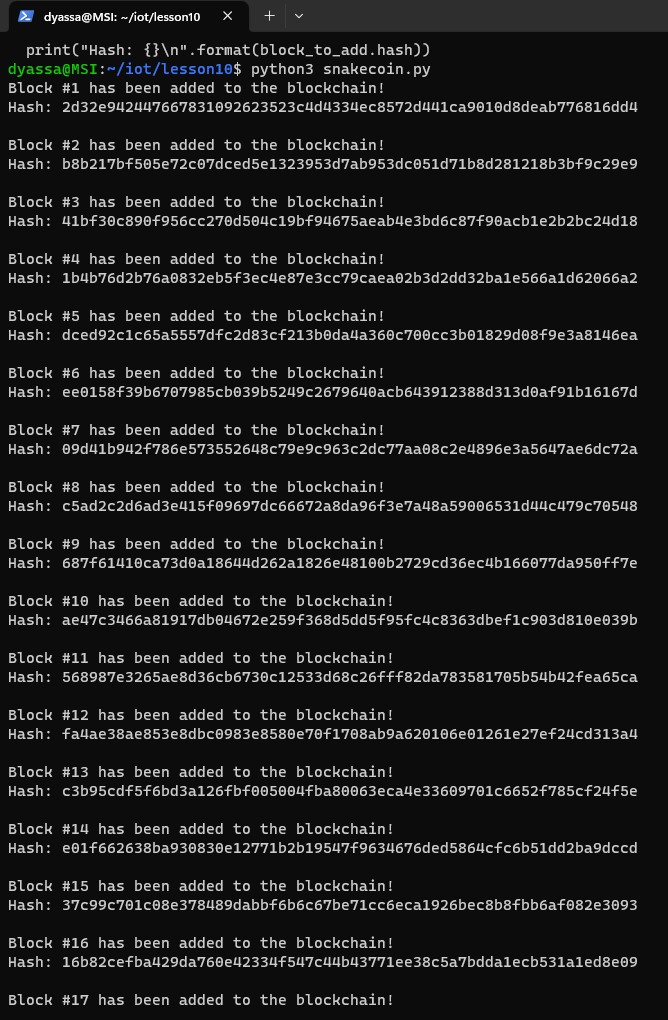 dyassa@MSI: ~/iot/lesson10
print("Hash: {}\n".format(block_to_add.hash))
dyassa@MSI:~/iot/lesson10$ python3 snakecoin.py
Block #1 has been added to the blockchain!
Hash: 2d32e942447667831092623523c4d4334ec8572d441ca9010d8deab776816dd4
Block #2 has been added to the blockchain!
Hash: b8b217bf505e72c07dced5e1323953d7ab953dc051d71b8d281218b3bf9c29e9
Block #3 has been added to the blockchain!
Hash: 41bf30c890f956cc270d504c19bf94675aeab4e3bd6c87f90acb1e2b2bc24d18
Block #4 has been added to the blockchain!
Hash: 1b4b76d2b76a0832eb5f3ec4e87e3cc79caea02b3d2dd32ba1e566a1d62066a2
Block #5 has been added to the blockchain!
Hash: dced92c1c65a5557dfc2d83cf213b0da4a360c700cc3b01829d08f9e3a8146ea
Block #6 has been added to the blockchain!
Hash: ee0158f39b6707985cb039b5249c2679640acb643912388d313d0af91b16167d
Block #7 has been added to the blockchain!
Hash: 09d41b942f786e573552648c79e9c963c2dc77aa08c2e4896e3a5647ae6dc72a
Block #8 has been added to the blockchain!
Hash: c5ad2c2d6ad3e415f09697dc66672a8da96f3e7a48a59006531d44c479c70548
Block #9 has been added to the blockchain!
Hash: 687f61410ca73d0a18644d262a1826e48100b2729cd36ec4b166077da950ff7e
Block #10 has been added to the blockchain!
Hash: ae47c3466a81917db04672e259f368d5dd5f95fc4c8363dbef1c903d810e039b
Block #11 has been added to the blockchain!
Hash: 568987e3265ae8d36cb6730c12533d68c26fff82da783581705b54b42fea65ca
Block #12 has been added to the blockchain!
Hash: fa4ae38ae853e8dbc0983e8580e70f1708ab9a620106e01261e27ef24cd313a4
Block #13 has been added to the blockchain!
Hash: c3b95cdf5f6bd3a126fbf005004fba80063eca4e33609701c6652f785cf24f5e
Block #14 has been added to the blockchain!
Hash: e01f662638ba930830e12771b2b19547f9634676ded5864cfc6b51dd2ba9dccd
Block #15 has been added to the blockchain!
Hash: 37c99c701c08e378489dabbf6b6c67be71cc6eca1926bec8b8fbb6af082e3093
Block #16 has been added to the blockchain!
Hash: 16b82cefba429da760e42334f547c44b43771ee38c5a7bdda1ecb531a1ed8e09
Block #17 has been added to the blockchain!